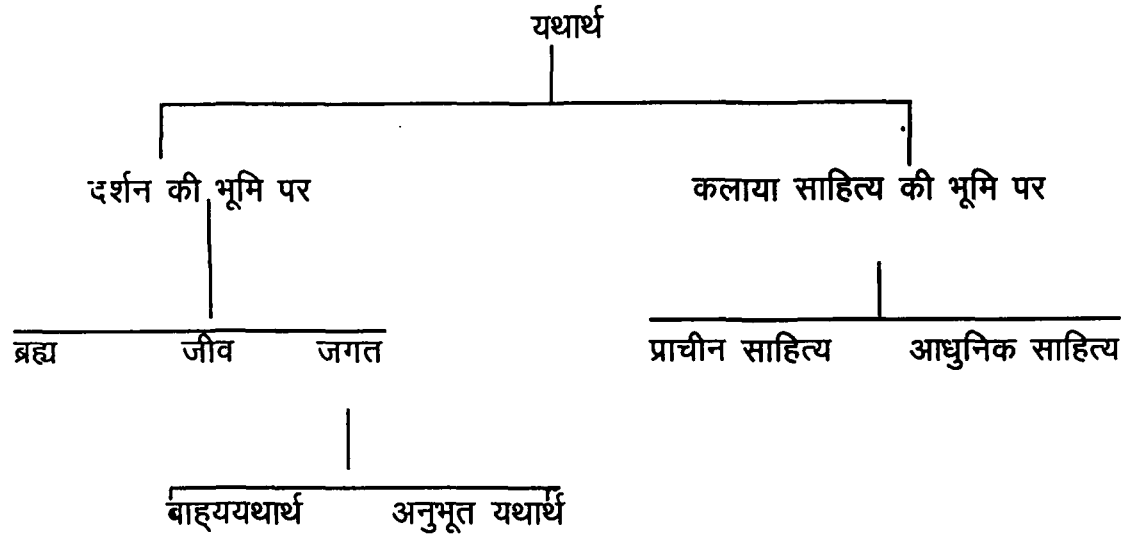 यथार्थ
दर्शन की भूमि पर कलाया साहित्य की भूमि पर
ब्रह्य जीव जगत प्राचीन साहित्य आधुनिक साहित्य
बाह्ययथार्थ अनुभूत यथार्थ